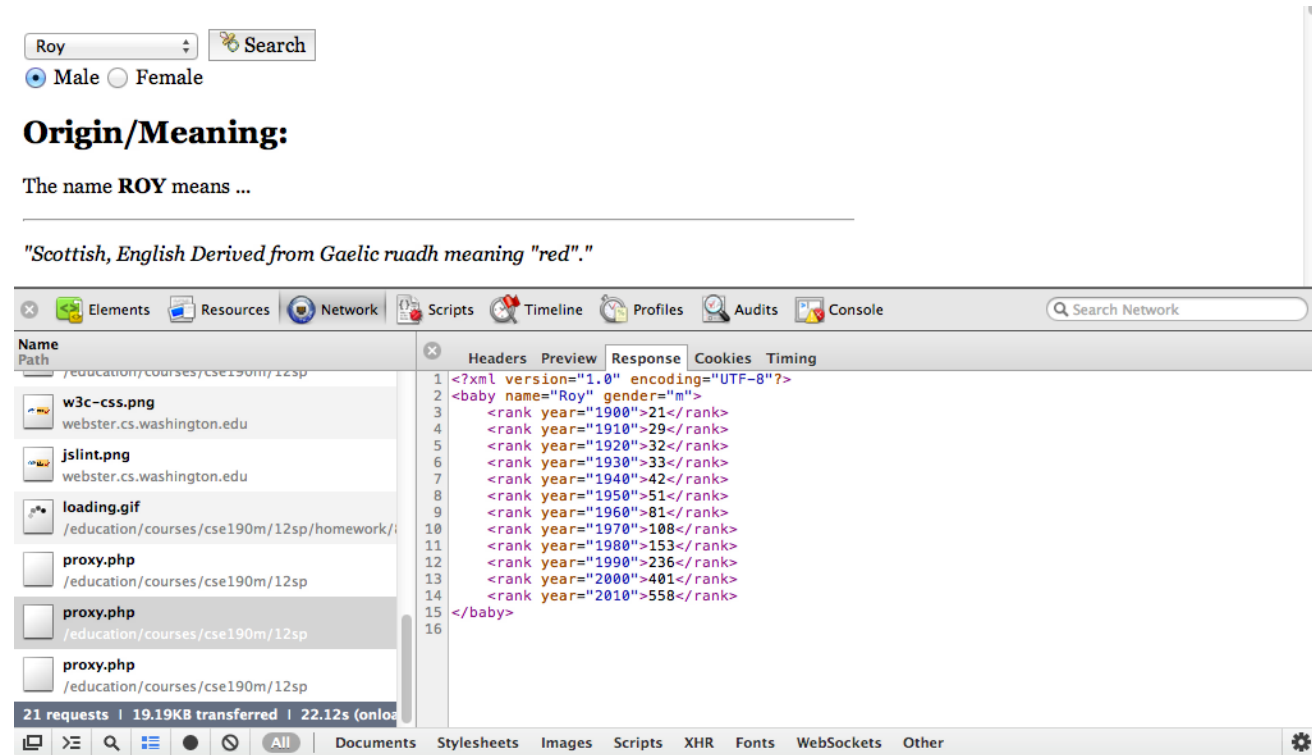 Roy Search
Male Female
Origin/Meaning:
The name ROY means ...
"Scottish, English Derived from Gaelic ruadh meaning "red"."
Elements Resources Network Scripts Timeline Profiles Audits Console Search Network
Name
Path
/education/courses/cse190m/12sp
w3c-css.png
webster.cs.washington.edu
jslint.png
webster.cs.washington.edu
loading.gif
/education/courses/cse190m/12sp/homework/
proxy.php
/education/courses/cse190m/12sp
proxy.php
/education/courses/cse190m/12sp
proxy.php
/education/courses/cse190m/12sp
21 requests | 19.19KB transferred | 22.12s (onloa
Headers Preview Response Cookies Timing
1 <?xml version="1.0" encoding="UTF-8"?>
2 <baby name="Roy" gender="m">
3 <rank year="1900">21</rank>
4 <rank year="1910">29</rank>
5 <rank year="1920">32</rank>
6 <rank year="1930">33</rank>
7 <rank year="1940">42</rank>
8 <rank year="1950">51</rank>
9 <rank year="1960">81</rank>
10 <rank year="1970">108</rank>
11 <rank year="1980">153</rank>
12 <rank year="1990">236</rank>
13 <rank year="2000">401</rank>
14 <rank year="2010">558</rank>
15 </baby>
16
All Documents Stylesheets Images Scripts XHR Fonts WebSockets Other